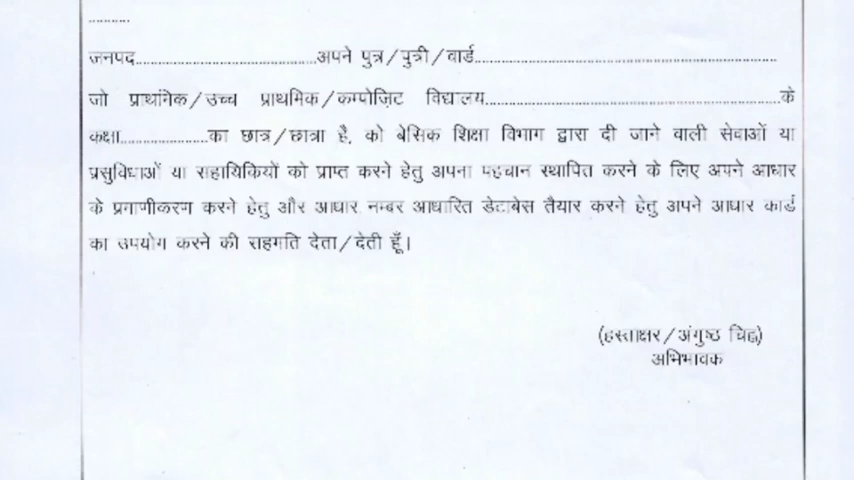 ............
जनपद.............................................अपने पुत्र/पुत्री/वार्ड...........................................................................
जो प्राथमिक/उच्च प्राथमिक/कम्पोज़िट विद्यालय..........................................................................के
कक्षा......................का छात्र/छात्रा है, को बेसिक शिक्षा विभाग द्वारा दी जाने वाली सेवाओं या
प्रसुविधाओं या सहायिकियों को प्राप्त करने हेतु अपना पहचान स्थापित करने के लिए अपने आधार
के प्रमाणीकरण करने हेतु और आधार नम्बर आधारित डेटाबेस तैयार करने हेतु अपने आधार कार्ड
का उपयोग करने की सहमति देता/देती हूँ।
(हस्ताक्षर/अंगुष्ठ चिह्न)
अभिभावक